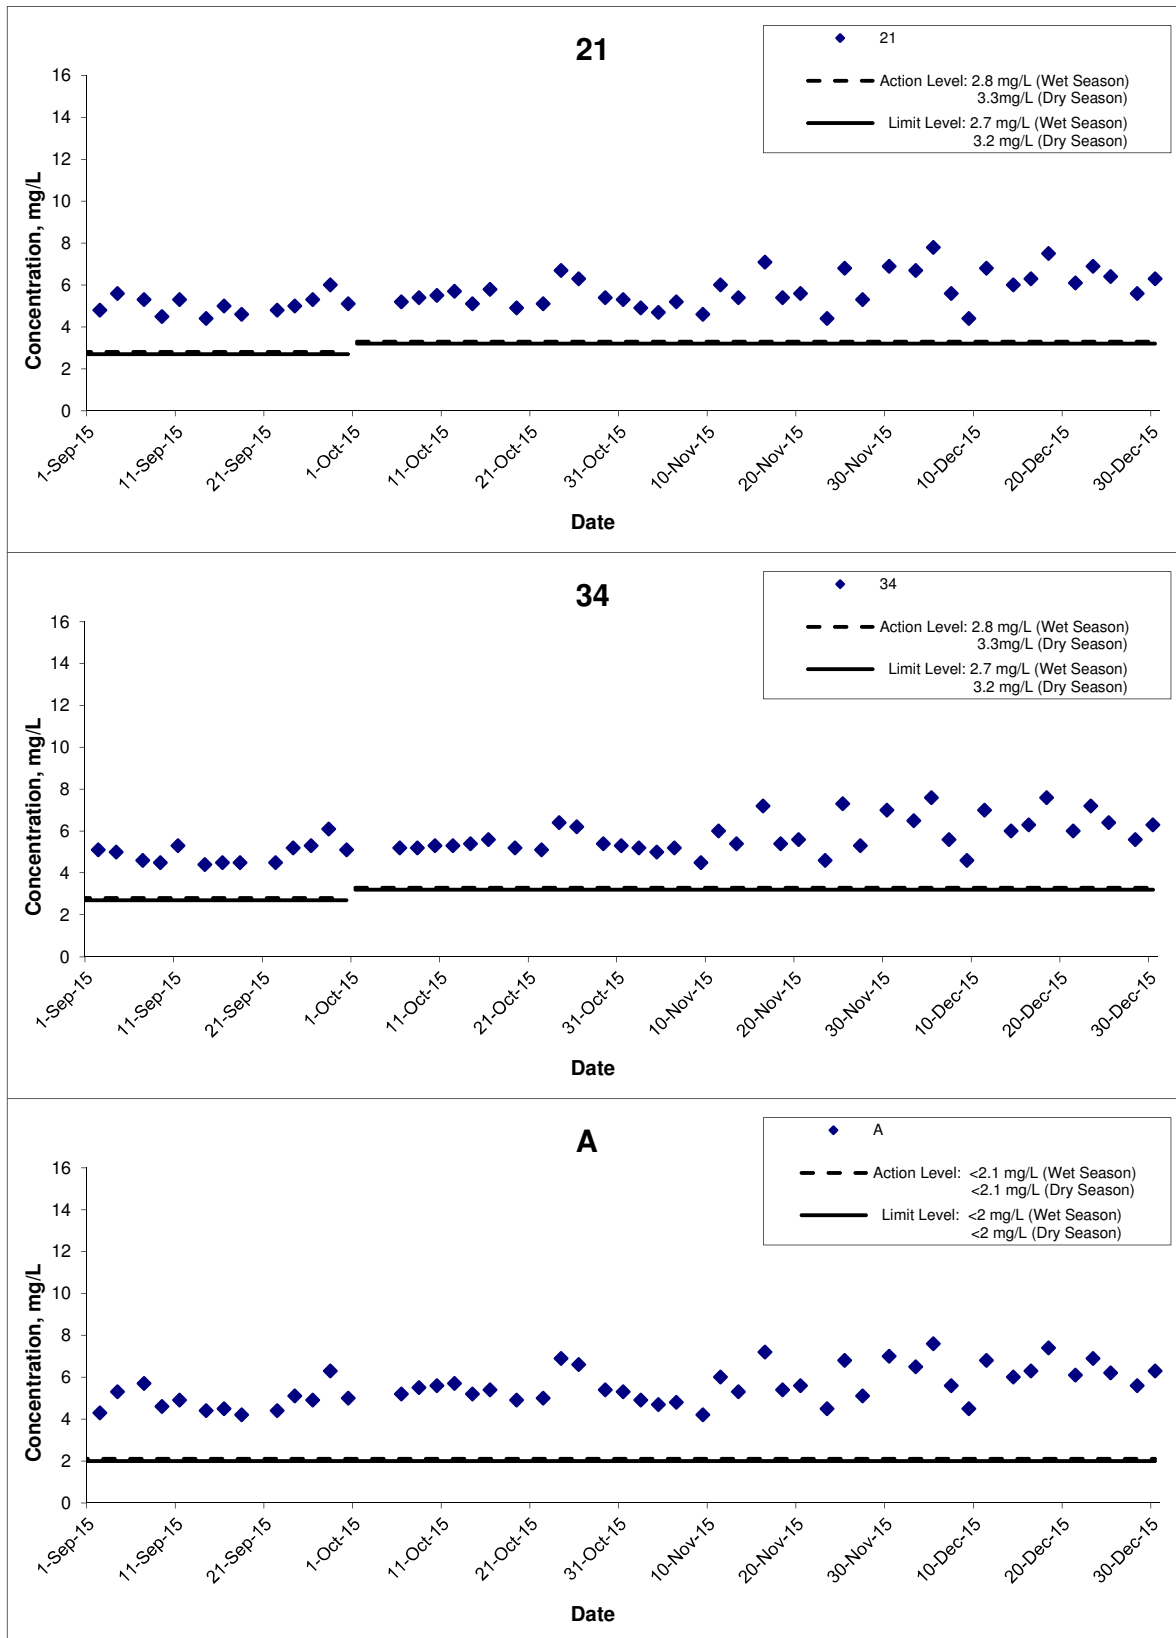 21
21
Action Level: 2.8 mg/L (Wet Season)
3.3mg/L (Dry Season)
Limit Level: 2.7 mg/L (Wet Season)
3.2 mg/L (Dry Season)
Concentration, mg/L
16
14
12
10
8
6
4
2
0
1-Sep-15
11-Sep-15
21-Sep-15
1-Oct-15
11-Oct-15
21-Oct-15
31-Oct-15
10-Nov-15
20-Nov-15
30-Nov-15
10-Dec-15
20-Dec-15
30-Dec-15
Date
34
34
Action Level: 2.8 mg/L (Wet Season)
3.3mg/L (Dry Season)
Limit Level: 2.7 mg/L (Wet Season)
3.2 mg/L (Dry Season)
Concentration, mg/L
16
14
12
10
8
6
4
2
0
1-Sep-15
11-Sep-15
21-Sep-15
1-Oct-15
11-Oct-15
21-Oct-15
31-Oct-15
10-Nov-15
20-Nov-15
30-Nov-15
10-Dec-15
20-Dec-15
30-Dec-15
Date
A
A
Action Level: <2.1 mg/L (Wet Season)
<2.1 mg/L (Dry Season)
Limit Level: <2 mg/L (Wet Season)
<2 mg/L (Dry Season)
Concentration, mg/L
16
14
12
10
8
6
4
2
0
1-Sep-15
11-Sep-15
21-Sep-15
1-Oct-15
11-Oct-15
21-Oct-15
31-Oct-15
10-Nov-15
20-Nov-15
30-Nov-15
10-Dec-15
20-Dec-15
30-Dec-15
Date